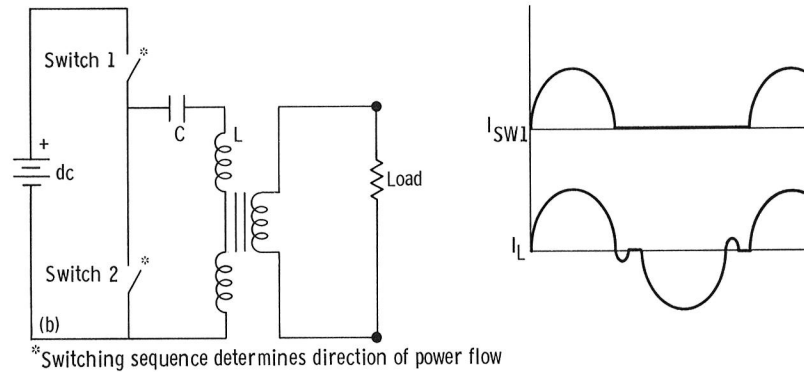 Switch 1
*
C
L
+
dc
Load
Switch 2
*
(b)
*Switching sequence determines direction of power flow
I SW1
I L